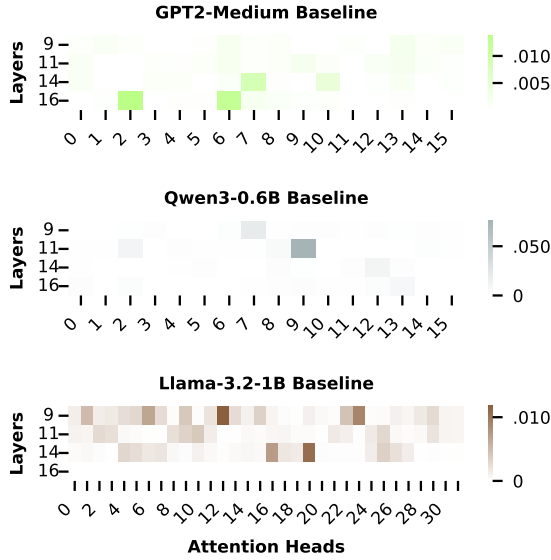 GPT2-Medium Baseline
Layers
9
11
14
16
.010
.005
0 1 2 3 4 5 6 7 8 9 10 11 12 13 14 15
Qwen3-0.6B Baseline
Layers
9
11
14
16
.050
0
0 1 2 3 4 5 6 7 8 9 10 11 12 13 14 15
Llama-3.2-1B Baseline
Layers
9
11
14
16
.010
0
0 2 4 6 8 10 12 14 16 18 20 22 24 26 28 30
Attention Heads